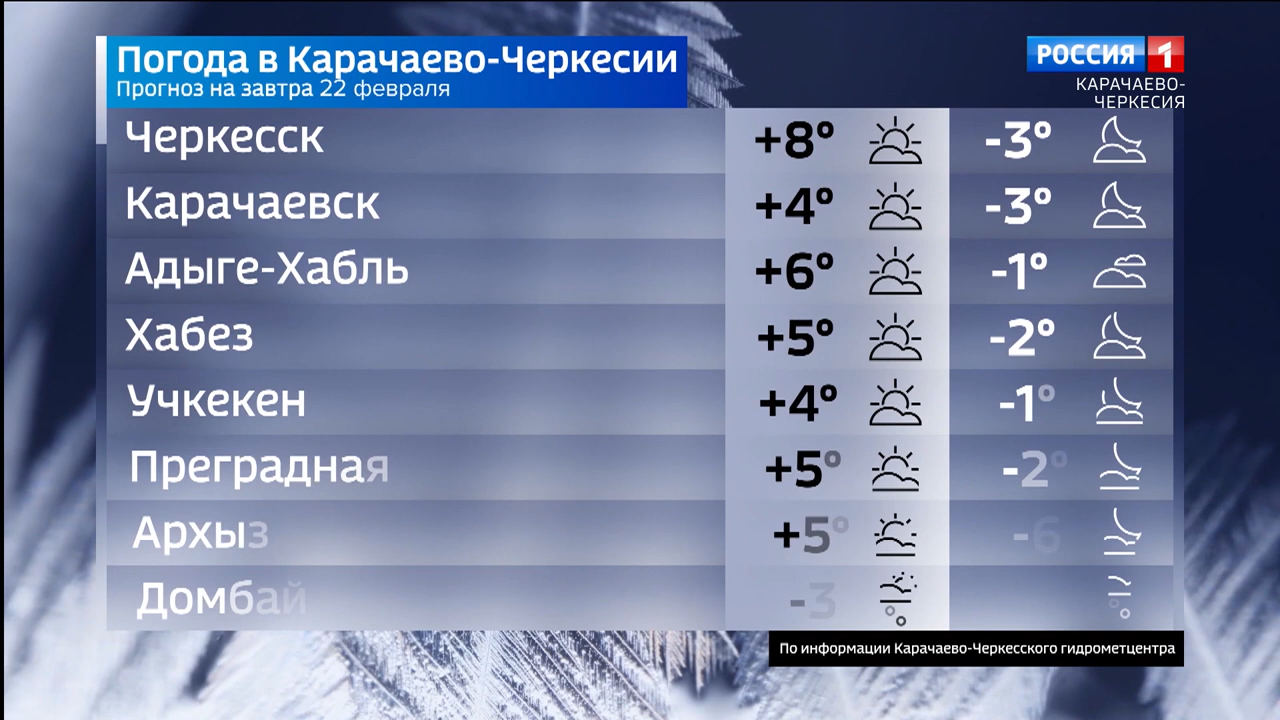 Погода в Карачаево-Черкесии
Прогноз на завтра 22 февраля
РОССИЯ 1
КАРАЧАЕВО-
ЧЕРКЕСИЯ
Черкесск +8° -3°
Карачаевск +4° -3°
Адыге-Хабль +6° -1°
Хабез +5° -2°
Учкекен +4° -1°
Преградная +5° -2°
Архыз +5° -6
Домбай -3
По информации Карачаево-Черкесского гидрометцентра